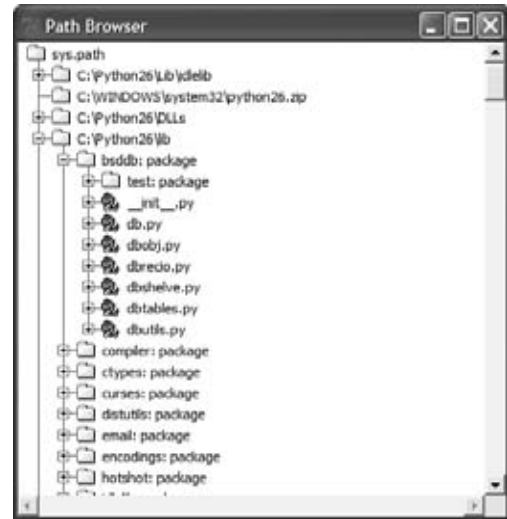 Path Browser
sys.path
C:\Python26\Lib\idlelib
C:\WINDOWS\system32\python26.zip
C:\Python26\DLLs
C:\Python26\lib
bsddb: package
test: package
__init__.py
db.py
dbobj.py
dbrecio.py
dbshelve.py
dbtables.py
dbutils.py
compiler: package
ctypes: package
curses: package
distutils: package
email: package
encodings: package
hotshot: package